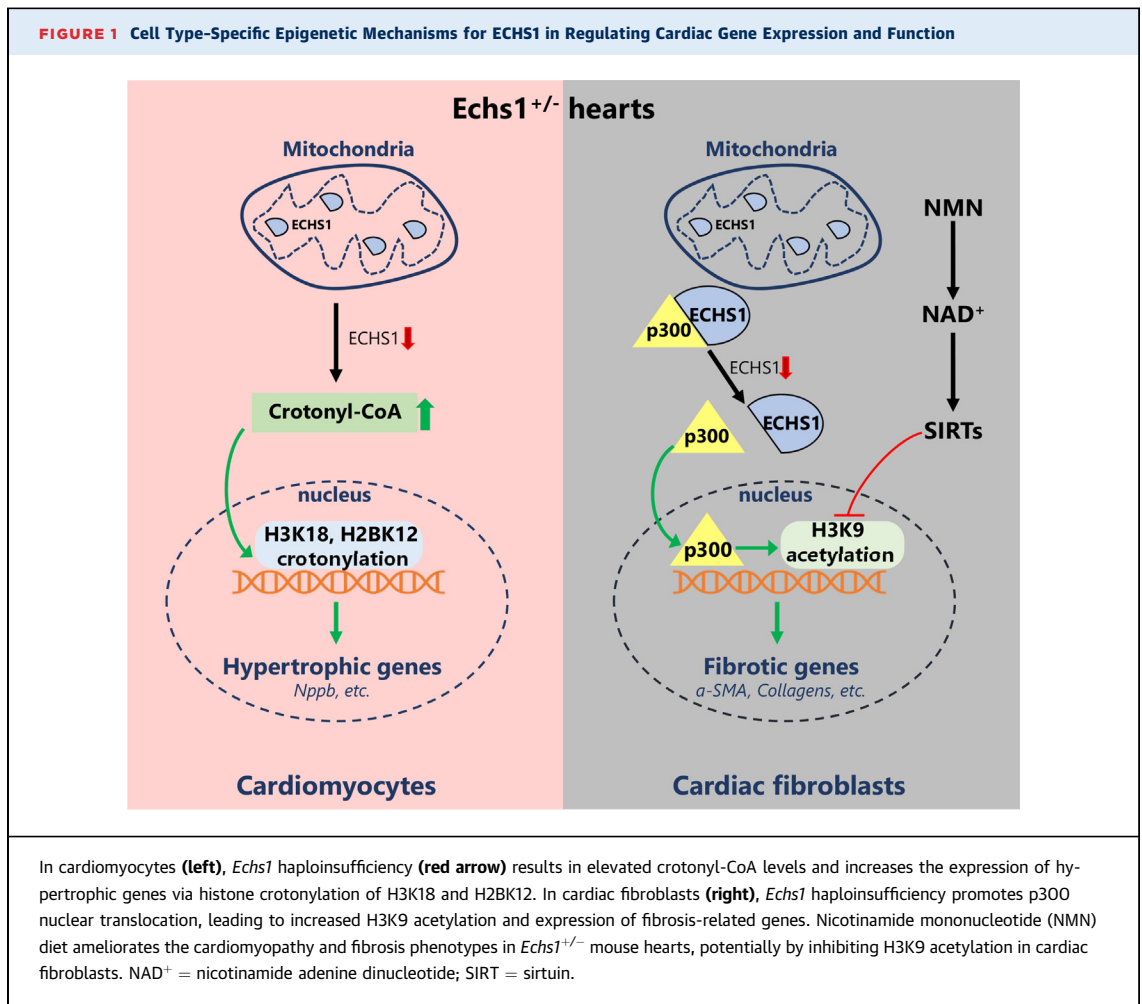 FIGURE 1 Cell Type-Specific Epigenetic Mechanisms for ECHS1 in Regulating Cardiac Gene Expression and Function
Echs1+/- hearts
Mitochondria
ECHS1
ECHS1
Crotonyl-CoA
nucleus
H3K18, H2BK12
crotonylation
Hypertrophic genes
Nppb, etc.
Cardiomyocytes
Mitochondria
ECHS1
ECHS1
p300
ECHS1
ECHS1
p300
NMN
NAD+
SIRTs
nucleus
p300
H3K9
acetylation
Fibrotic genes
a-SMA, Collagens, etc.
Cardiac fibroblasts
In cardiomyocytes (left), Echs1 haploinsufficiency (red arrow) results in elevated crotonyl-CoA levels and increases the expression of hy-
pertrophic genes via histone crotonylation of H3K18 and H2BK12. In cardiac fibroblasts (right), Echs1 haploinsufficiency promotes p300
nuclear translocation, leading to increased H3K9 acetylation and expression of fibrosis-related genes. Nicotinamide mononucleotide (NMN)
diet ameliorates the cardiomyopathy and fibrosis phenotypes in Echs1+/− mouse hearts, potentially by inhibiting H3K9 acetylation in cardiac
fibroblasts. NAD+ = nicotinamide adenine dinucleotide; SIRT = sirtuin.